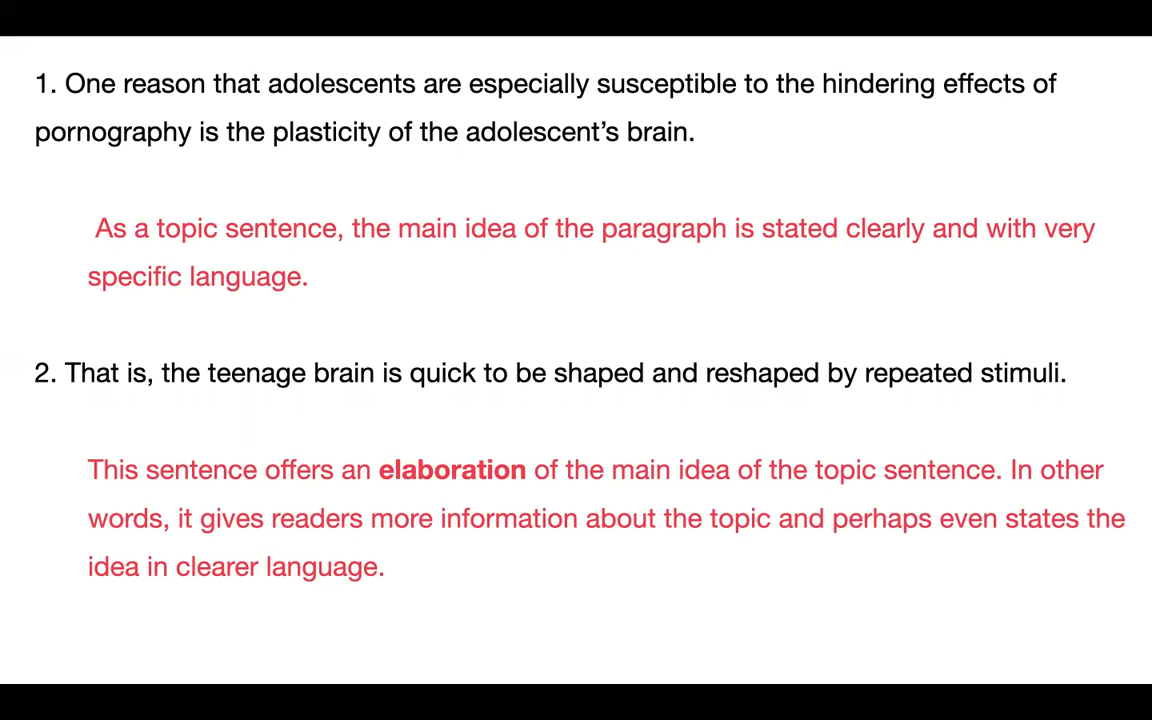 1. One reason that adolescents are especially susceptible to the hindering effects of
pornography is the plasticity of the adolescent’s brain.
As a topic sentence, the main idea of the paragraph is stated clearly and with very
specific language.
2. That is, the teenage brain is quick to be shaped and reshaped by repeated stimuli.
This sentence offers an elaboration of the main idea of the topic sentence. In other
words, it gives readers more information about the topic and perhaps even states the
idea in clearer language.